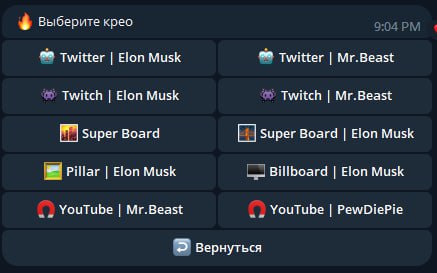 🔥 Выберите крео
9:04 PM
🤖 Twitter | Elon Musk
🤖 Twitter | Mr.Beast
👾 Twitch | Elon Musk
👾 Twitch | Mr.Beast
🌇 Super Board
🌉 Super Board | Elon Musk
🖼 Pillar | Elon Musk
🖥 Billboard | Elon Musk
🧲 YouTube | Mr.Beast
🧲 YouTube | PewDiePie
↩️ Вернуться